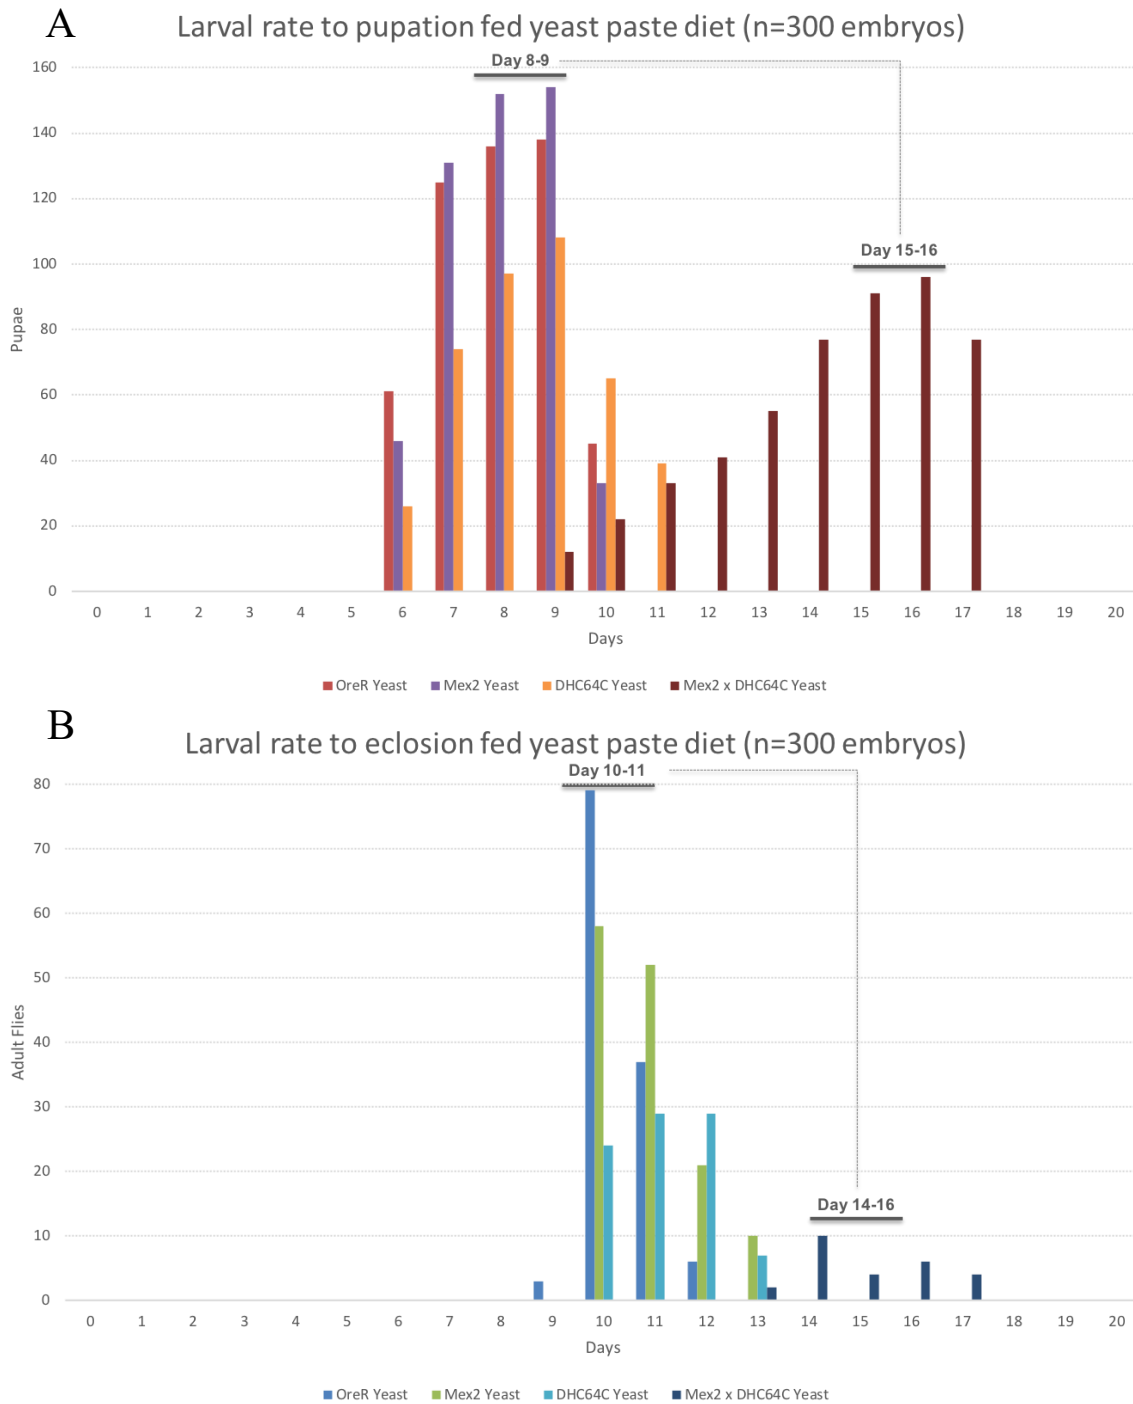 A
Larval rate to pupation fed yeast paste diet (n=300 embryos)
Day 8-9
160
140
120
100
80
60
40
20
0
Day 15-16
Pupae
0 1 2 3 4 5 6 7 8 9 10 11 12 13 14 15 16 17 18 19 20
Days
OreR Yeast Mex2 Yeast DHC64C Yeast Mex2 x DHC64C Yeast
B
Larval rate to eclosion fed yeast paste diet (n=300 embryos)
Day 10-11
80
70
60
50
40
30
20
10
0
Day 14-16
Adult Flies
0 1 2 3 4 5 6 7 8 9 10 11 12 13 14 15 16 17 18 19 20
Days
OreR Yeast Mex2 Yeast DHC64C Yeast Mex2 x DHC64C Yeast